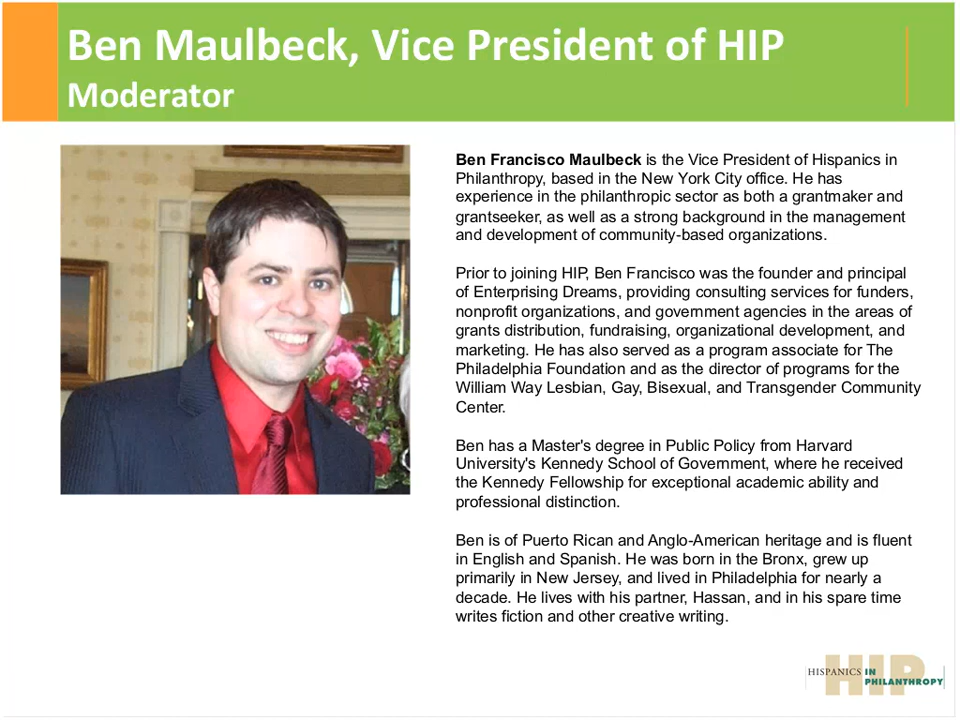 Ben Maulbeck, Vice President of HIP
Moderator
Ben Francisco Maulbeck is the Vice President of Hispanics in
Philanthropy, based in the New York City office. He has
experience in the philanthropic sector as both a grantmaker and
grantseeker, as well as a strong background in the management
and development of community-based organizations.
Prior to joining HIP, Ben Francisco was the founder and principal
of Enterprising Dreams, providing consulting services for funders,
nonprofit organizations, and government agencies in the areas of
grants distribution, fundraising, organizational development, and
marketing. He has also served as a program associate for The
Philadelphia Foundation and as the director of programs for the
William Way Lesbian, Gay, Bisexual, and Transgender Community
Center.
Ben has a Master's degree in Public Policy from Harvard
University's Kennedy School of Government, where he received
the Kennedy Fellowship for exceptional academic ability and
professional distinction.
Ben is of Puerto Rican and Anglo-American heritage and is fluent
in English and Spanish. He was born in the Bronx, grew up
primarily in New Jersey, and lived in Philadelphia for nearly a
decade. He lives with his partner, Hassan, and in his spare time
writes fiction and other creative writing.
HIP
HISPANICS IN
PHILANTHROPY